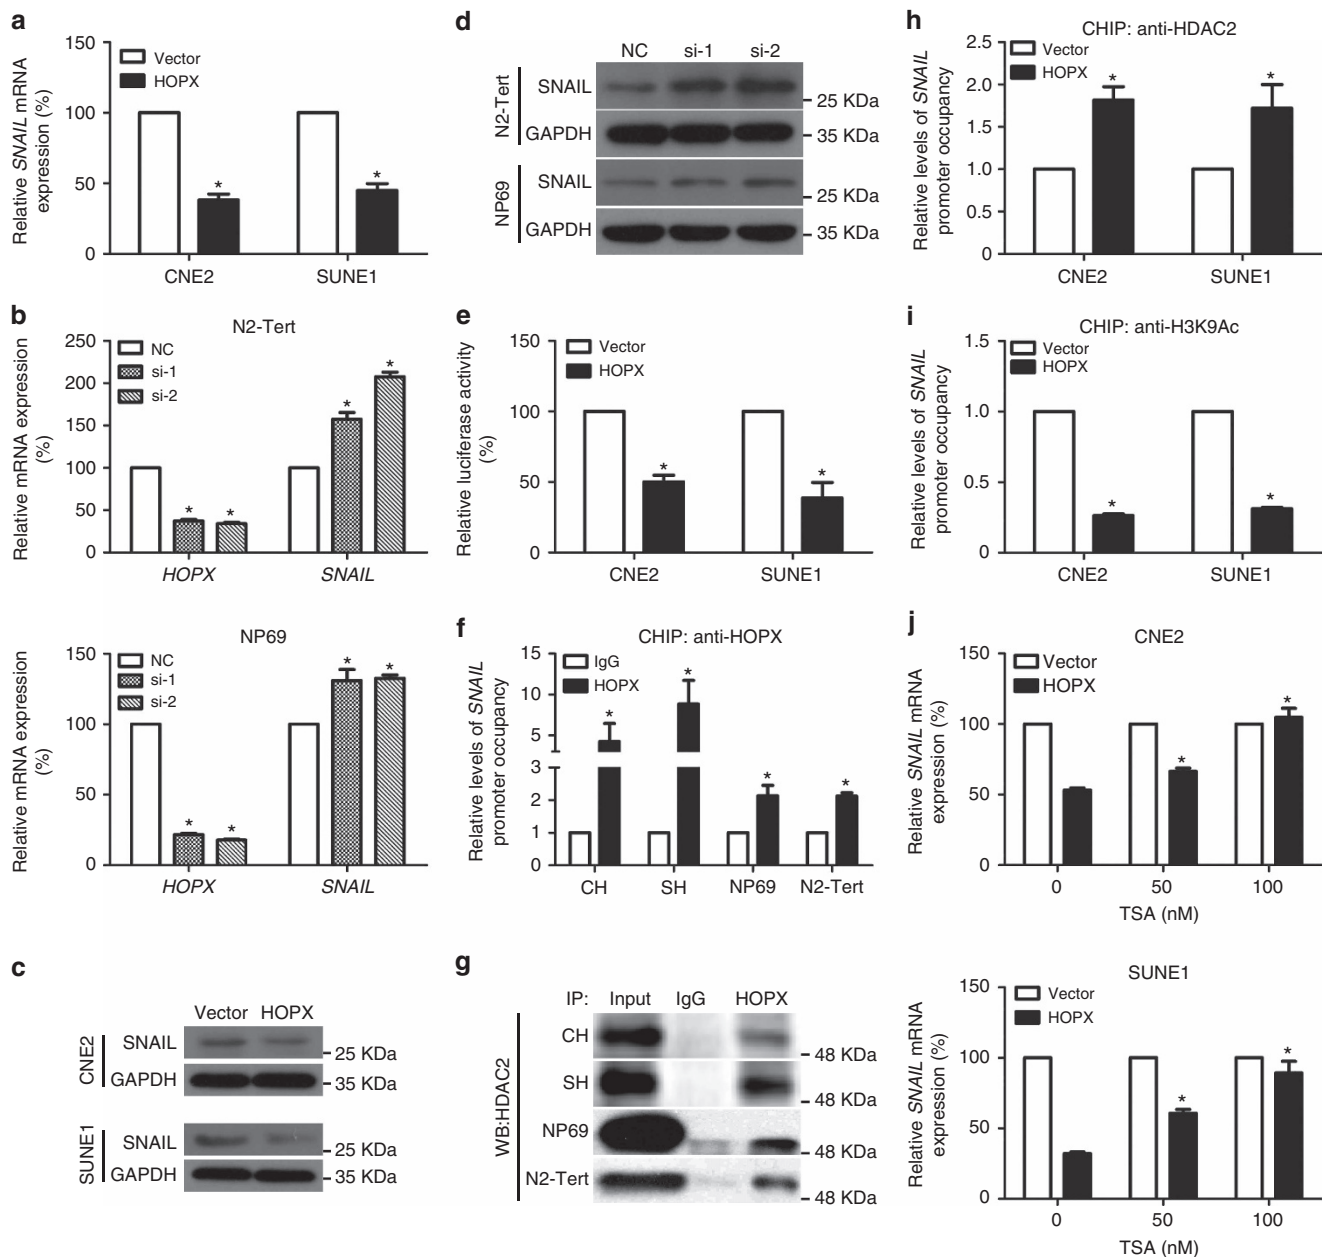 a
Relative SNAIL mRNA
expression (%)
150
100
50
0
Vector
HOPX
*
*
CNE2
SUNE1
b
N2-Tert
Relative mRNA expression
(%)
250
200
150
100
50
0
NC
si-1
si-2
*
*
*
*
HOPX
SNAIL
NP69
Relative mRNA expression
(%)
150
100
50
0
NC
si-1
si-2
*
*
*
*
HOPX
SNAIL
c
Vector HOPX
CNE2
SNAIL
25 KDa
GAPDH
35 KDa
SUNE1
SNAIL
25 KDa
GAPDH
35 KDa
d
NC si-1 si-2
N2-Tert
SNAIL
25 KDa
GAPDH
35 KDa
NP69
SNAIL
25 KDa
GAPDH
35 KDa
e
Relative luciferase activity
(%)
150
100
50
0
Vector
HOPX
*
*
CNE2
SUNE1
f
CHIP: anti-HOPX
Relative levels of SNAIL
promoter occupancy
15
10
5
3
2
1
0
IgG
HOPX
*
*
*
*
CH
SH
NP69
N2-Tert
g
IP: Input IgG HOPX
WB:HDAC2
CH
48 KDa
SH
48 KDa
NP69
48 KDa
N2-Tert
48 KDa
h
CHIP: anti-HDAC2
Relative levels of SNAIL
promoter occupancy
2.5
2.0
1.5
1.0
0.5
0
Vector
HOPX
*
*
CNE2
SUNE1
i
CHIP: anti-H3K9Ac
Relative levels of SNAIL
promoter occupancy
1.5
1.0
0.5
0
Vector
HOPX
*
*
CNE2
SUNE1
j
CNE2
Relative SNAIL mRNA
expression (%)
150
100
50
0
Vector
HOPX
*
*
0
50
100
TSA (nM)
SUNE1
Relative SNAIL mRNA
expression (%)
150
100
50
0
Vector
HOPX
*
*
0
50
100
TSA (nM)